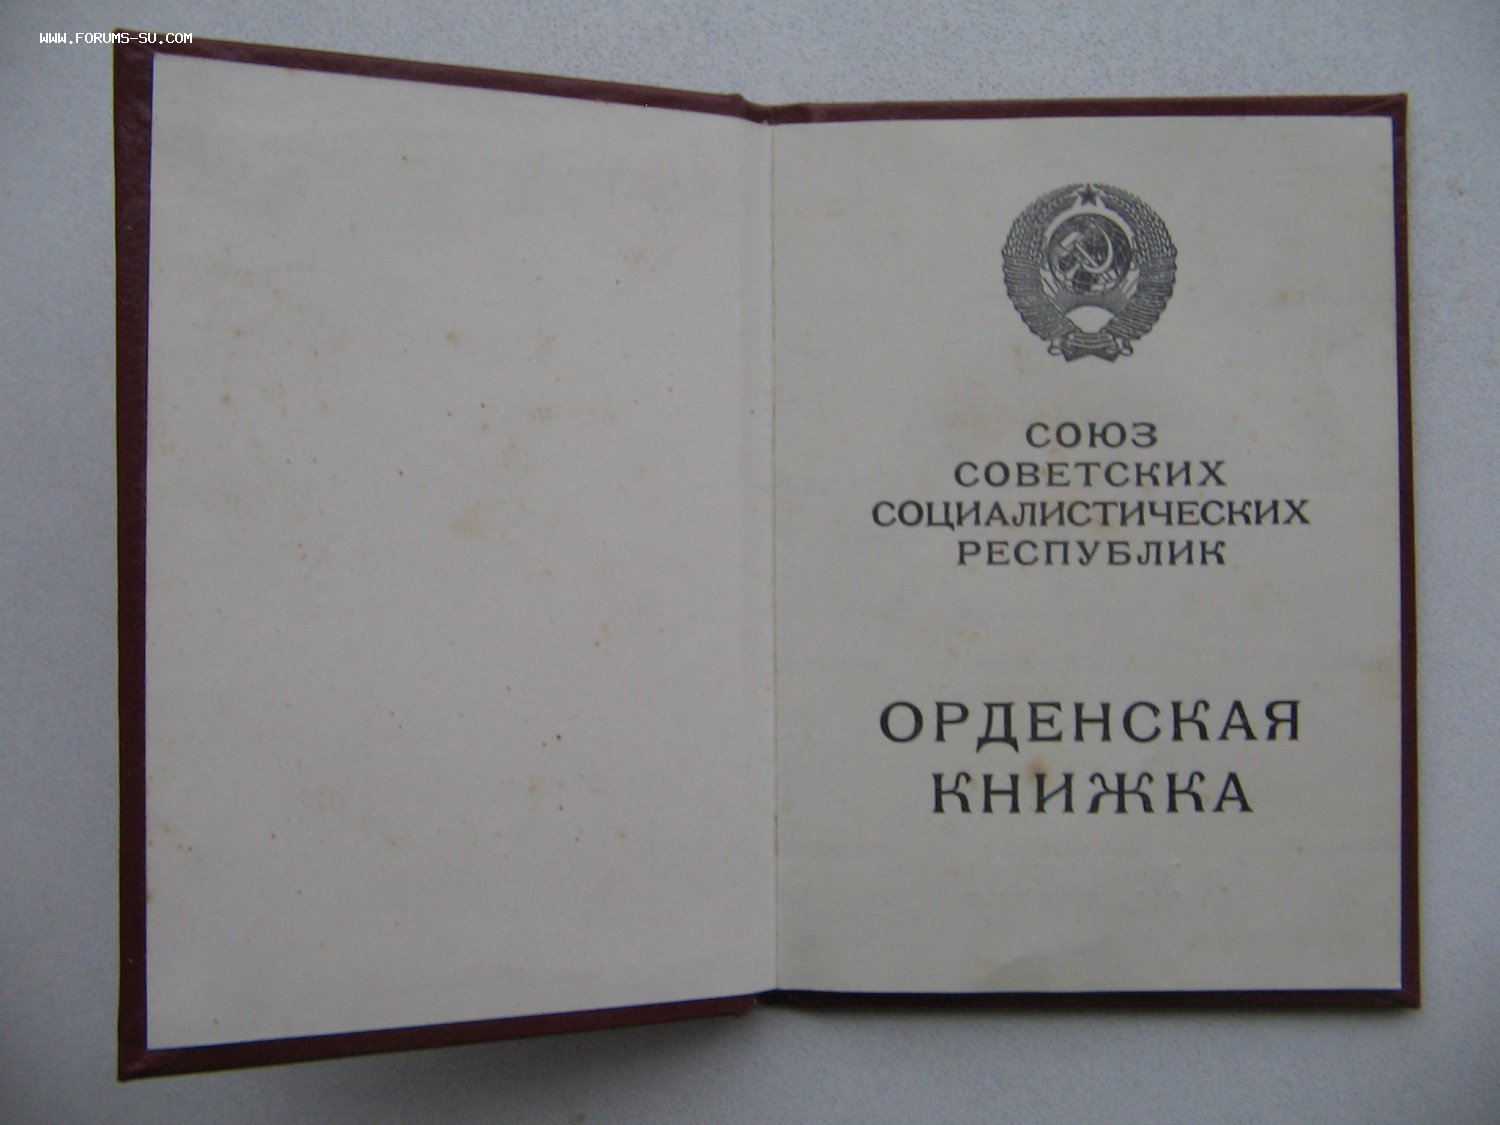 WWW.FORUMS-SU.COM
СОЮЗ
СОВЕТСКИХ
СОЦИАЛИСТИЧЕСКИХ
РЕСПУБЛИК
ОРДЕНСКАЯ
КНИЖКА